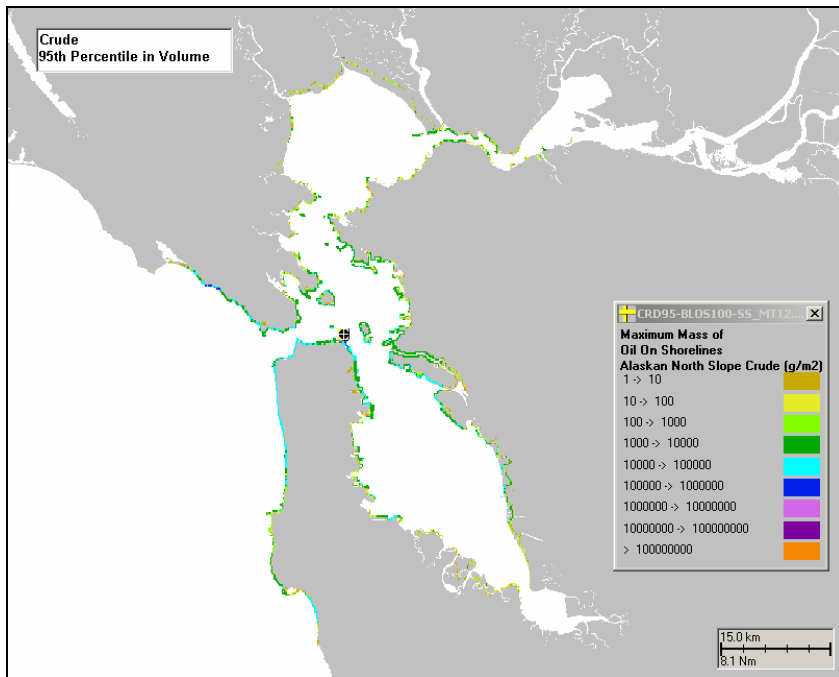 Crude
95th Percentile in Volume
CRD95-BLOS100-SS_MT12....
Maximum Mass of
Oil On Shorelines
Alaskan North Slope Crude (g/m2)
1 -> 10
10 -> 100
100 -> 1000
1000 -> 10000
10000 -> 100000
100000 -> 1000000
1000000 -> 10000000
10000000 -> 100000000
> 100000000
15.0 km
8.1 Nm